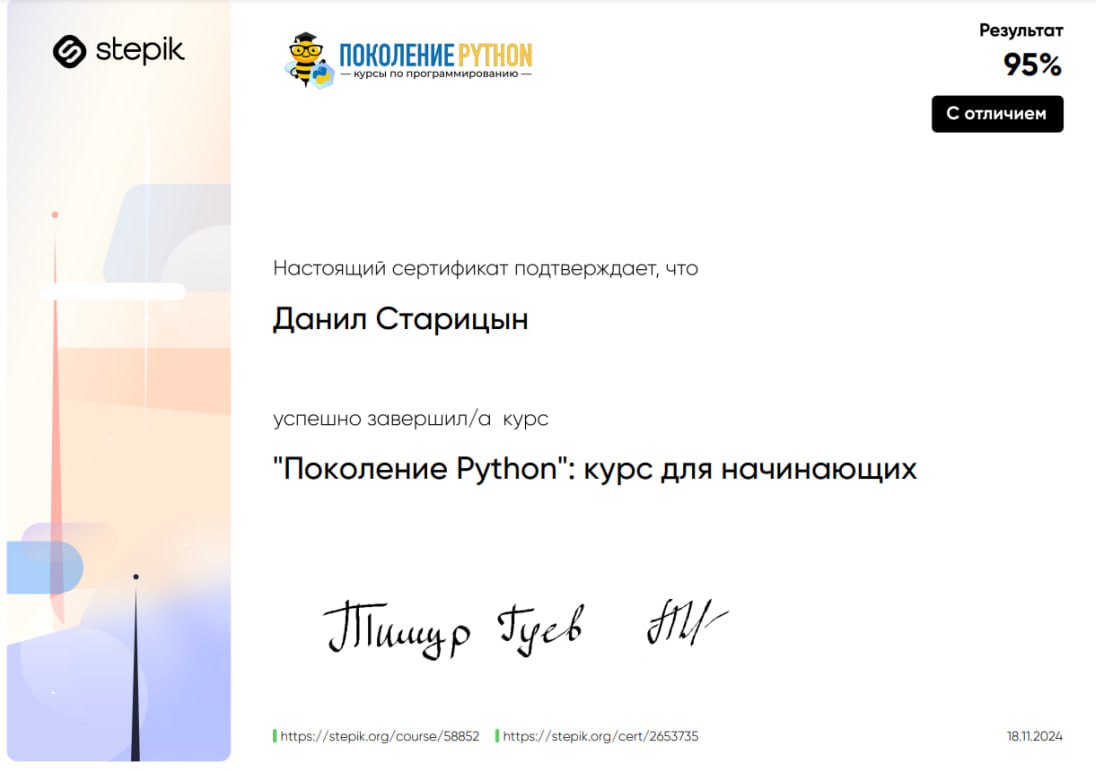 stepik
ПОКОЛЕНИЕ PYTHON
— курсы по программированию —
Результат
95%
С отличием
Настоящий сертификат подтверждает, что
Данил Старицын
успешно завершил/а курс
"Поколение Python": курс для начинающих
Тимур Гуев
https://stepik.org/course/58852 https://stepik.org/cert/2653735 18.11.2024